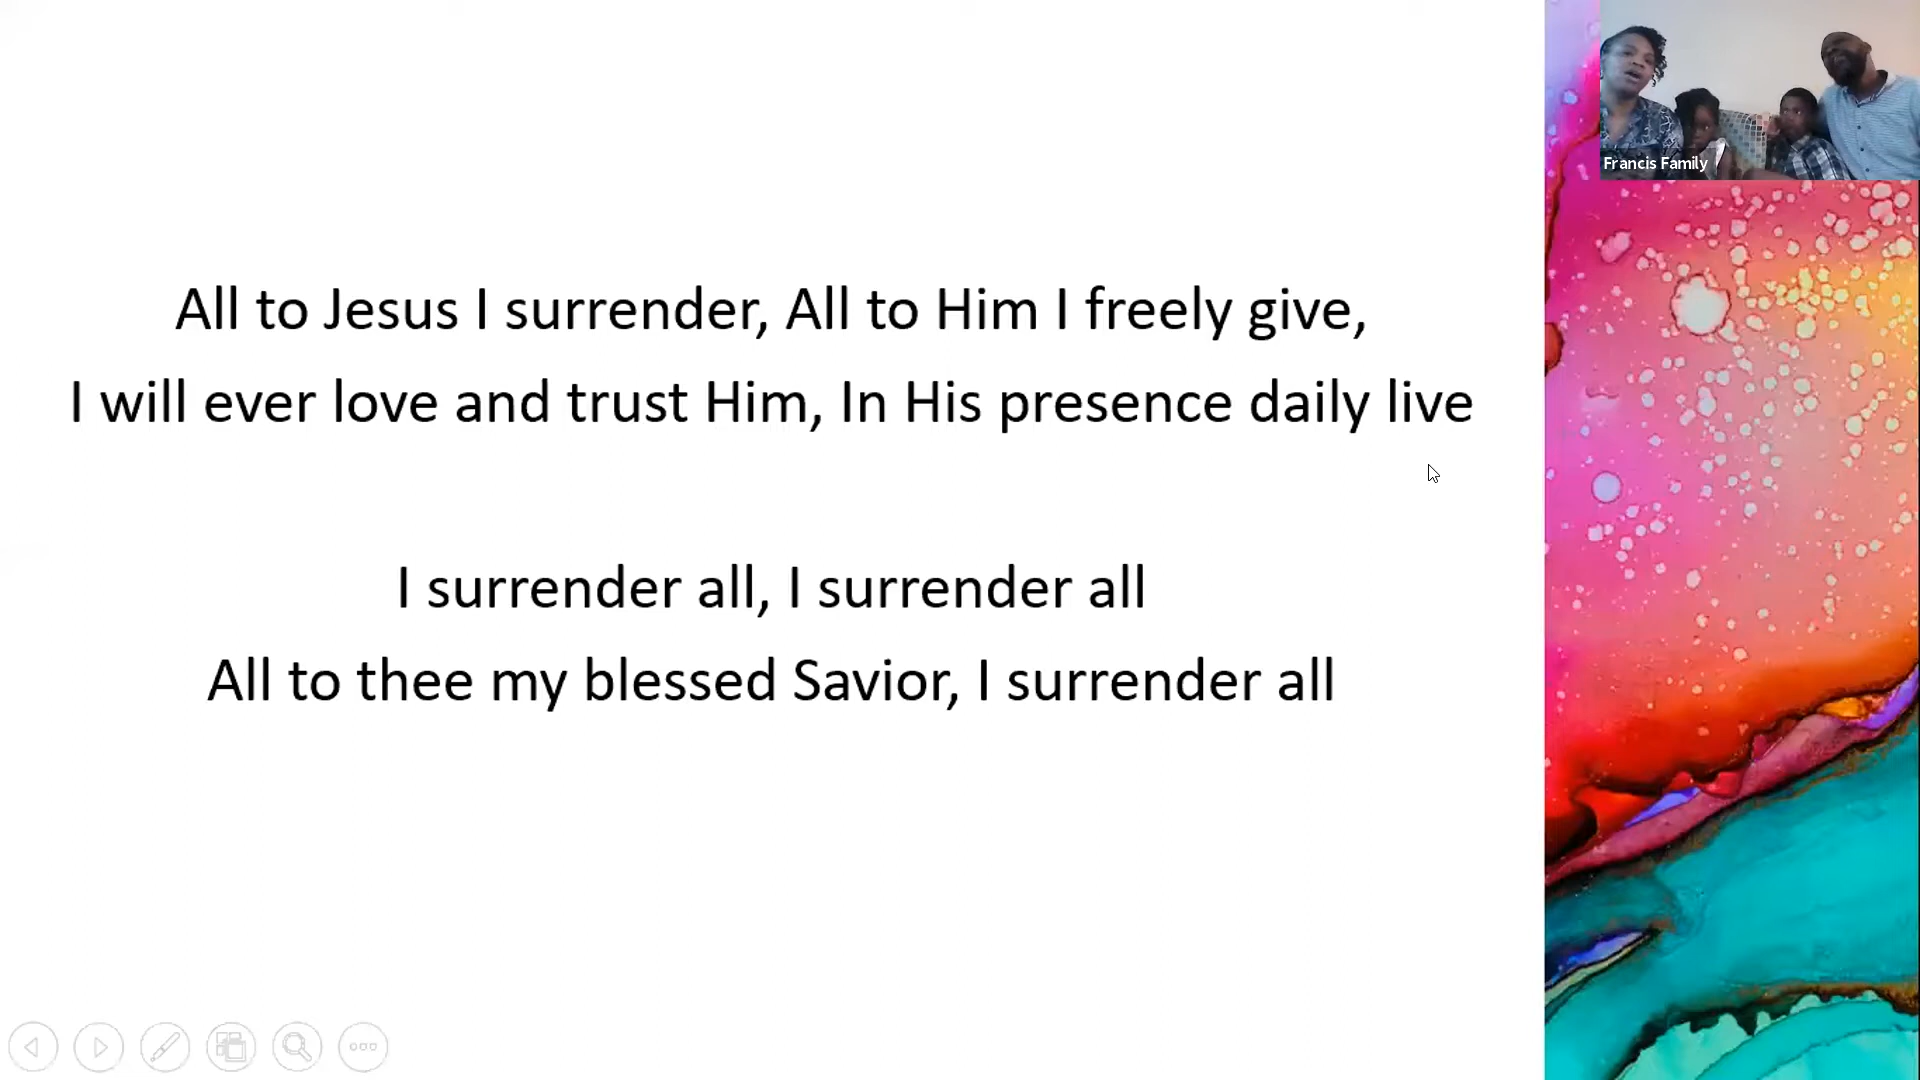 Francis Family
All to Jesus I surrender, All to Him I freely give,
I will ever love and trust Him, In His presence daily live
I surrender all, I surrender all
All to thee my blessed Savior, I surrender all